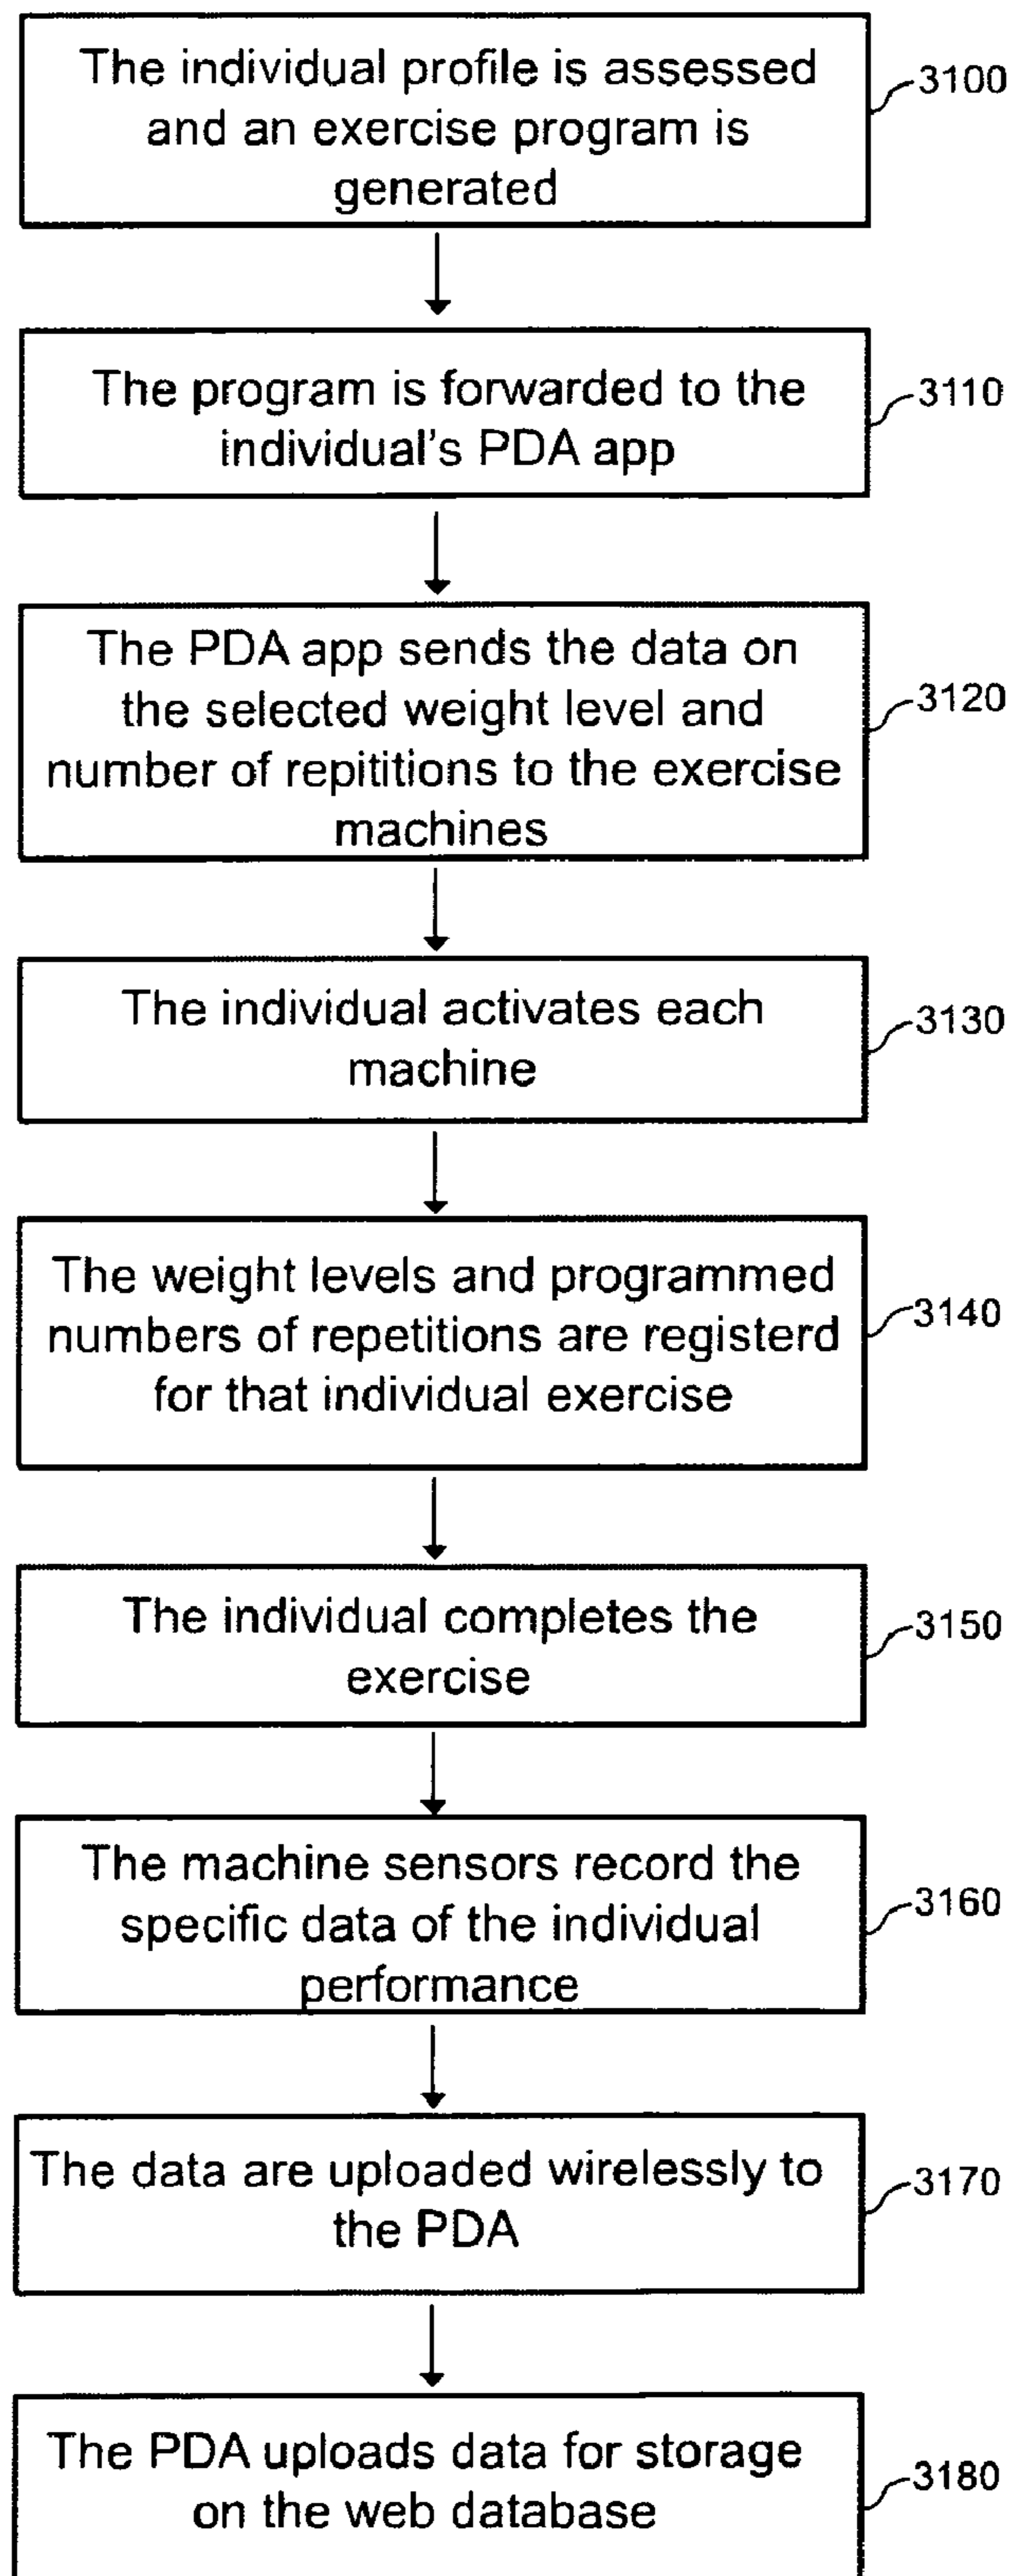 The individual profile is assessed
and an exercise program is
generated
3100
The program is forwarded to the
individual's PDA app
3110
The PDA app sends the data on
the selected weight level and
number of repititions to the exercise
machines
3120
The individual activates each
machine
3130
The weight levels and programmed
numbers of repetitions are registerd
for that individual exercise
3140
The individual completes the
exercise
3150
The machine sensors record the
specific data of the individual
performance
3160
The data are uploaded wirelessly to
the PDA
3170
The PDA uploads data for storage
on the web database
3180